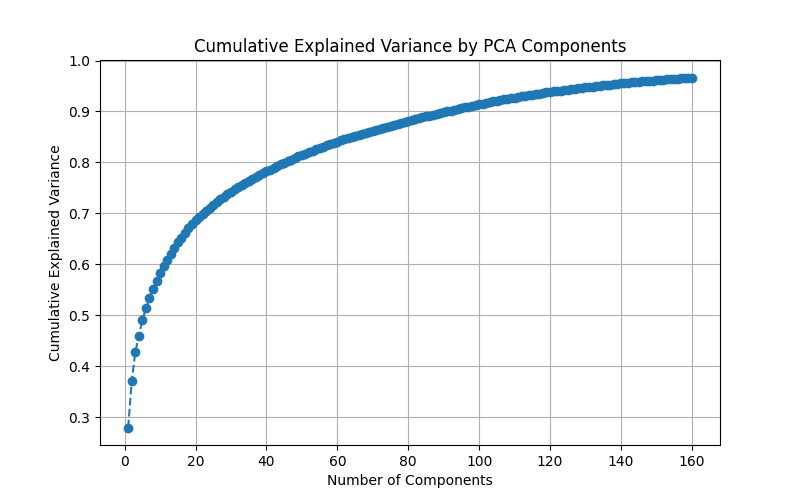 Cumulative Explained Variance by PCA Components
Cumulative Explained Variance
1.0
0.9
0.8
0.7
0.6
0.5
0.4
0.3
0 20 40 60 80 100 120 140 160
Number of Components